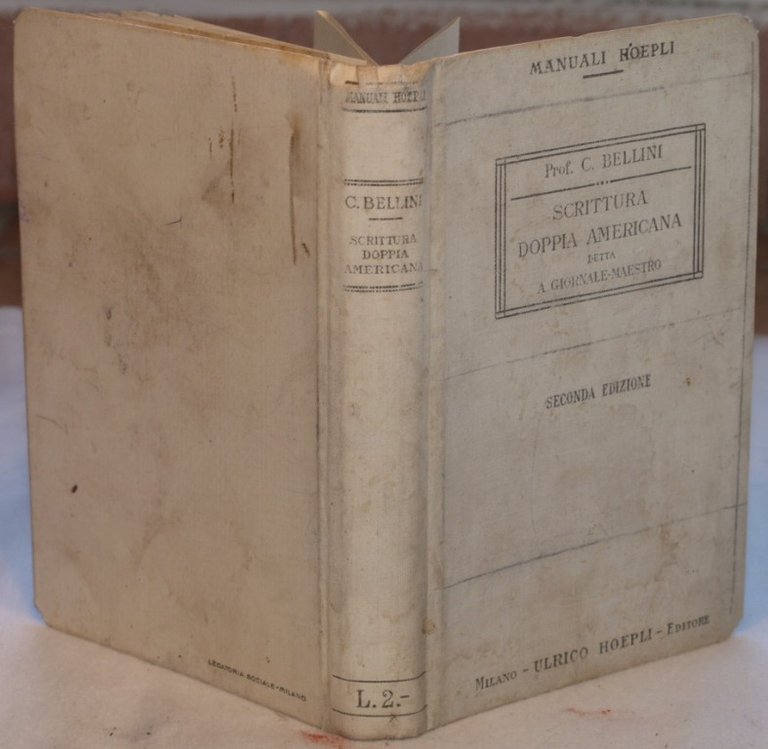 MANUALI HOEPLI
Prof. C. BELLINI
SCRITTURA
DOPPIA AMERICANA
DETTA
A GIORNALE-MAESTRO
SECONDA EDIZIONE
MILANO - ULRICO HOEPLI - EDITORE
MANUALI HOEPLI
C. BELLINI
SCRITTURA
DOPPIA
AMERICANA
L. 2.-
LEGATORIA SOCIALE - MILANO